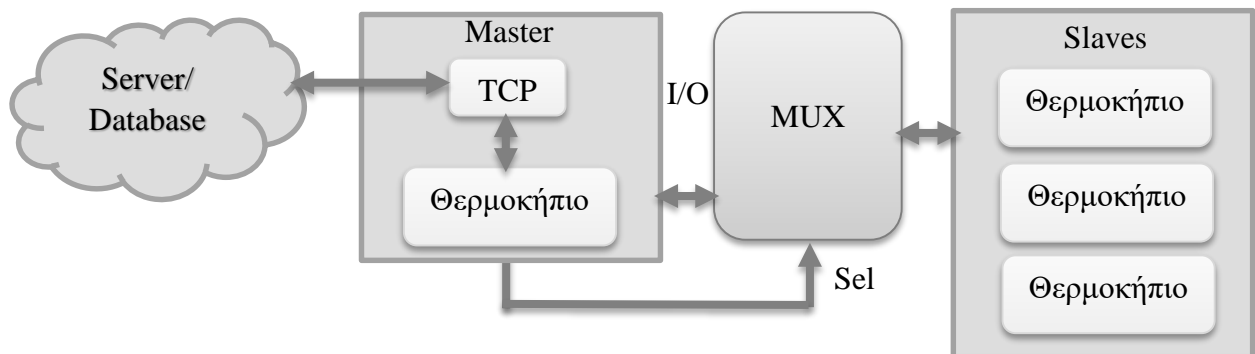 Server/
Database
Master
TCP
Θερμοκήπιο
I/O
MUX
Sel
Slaves
Θερμοκήπιο
Θερμοκήπιο
Θερμοκήπιο